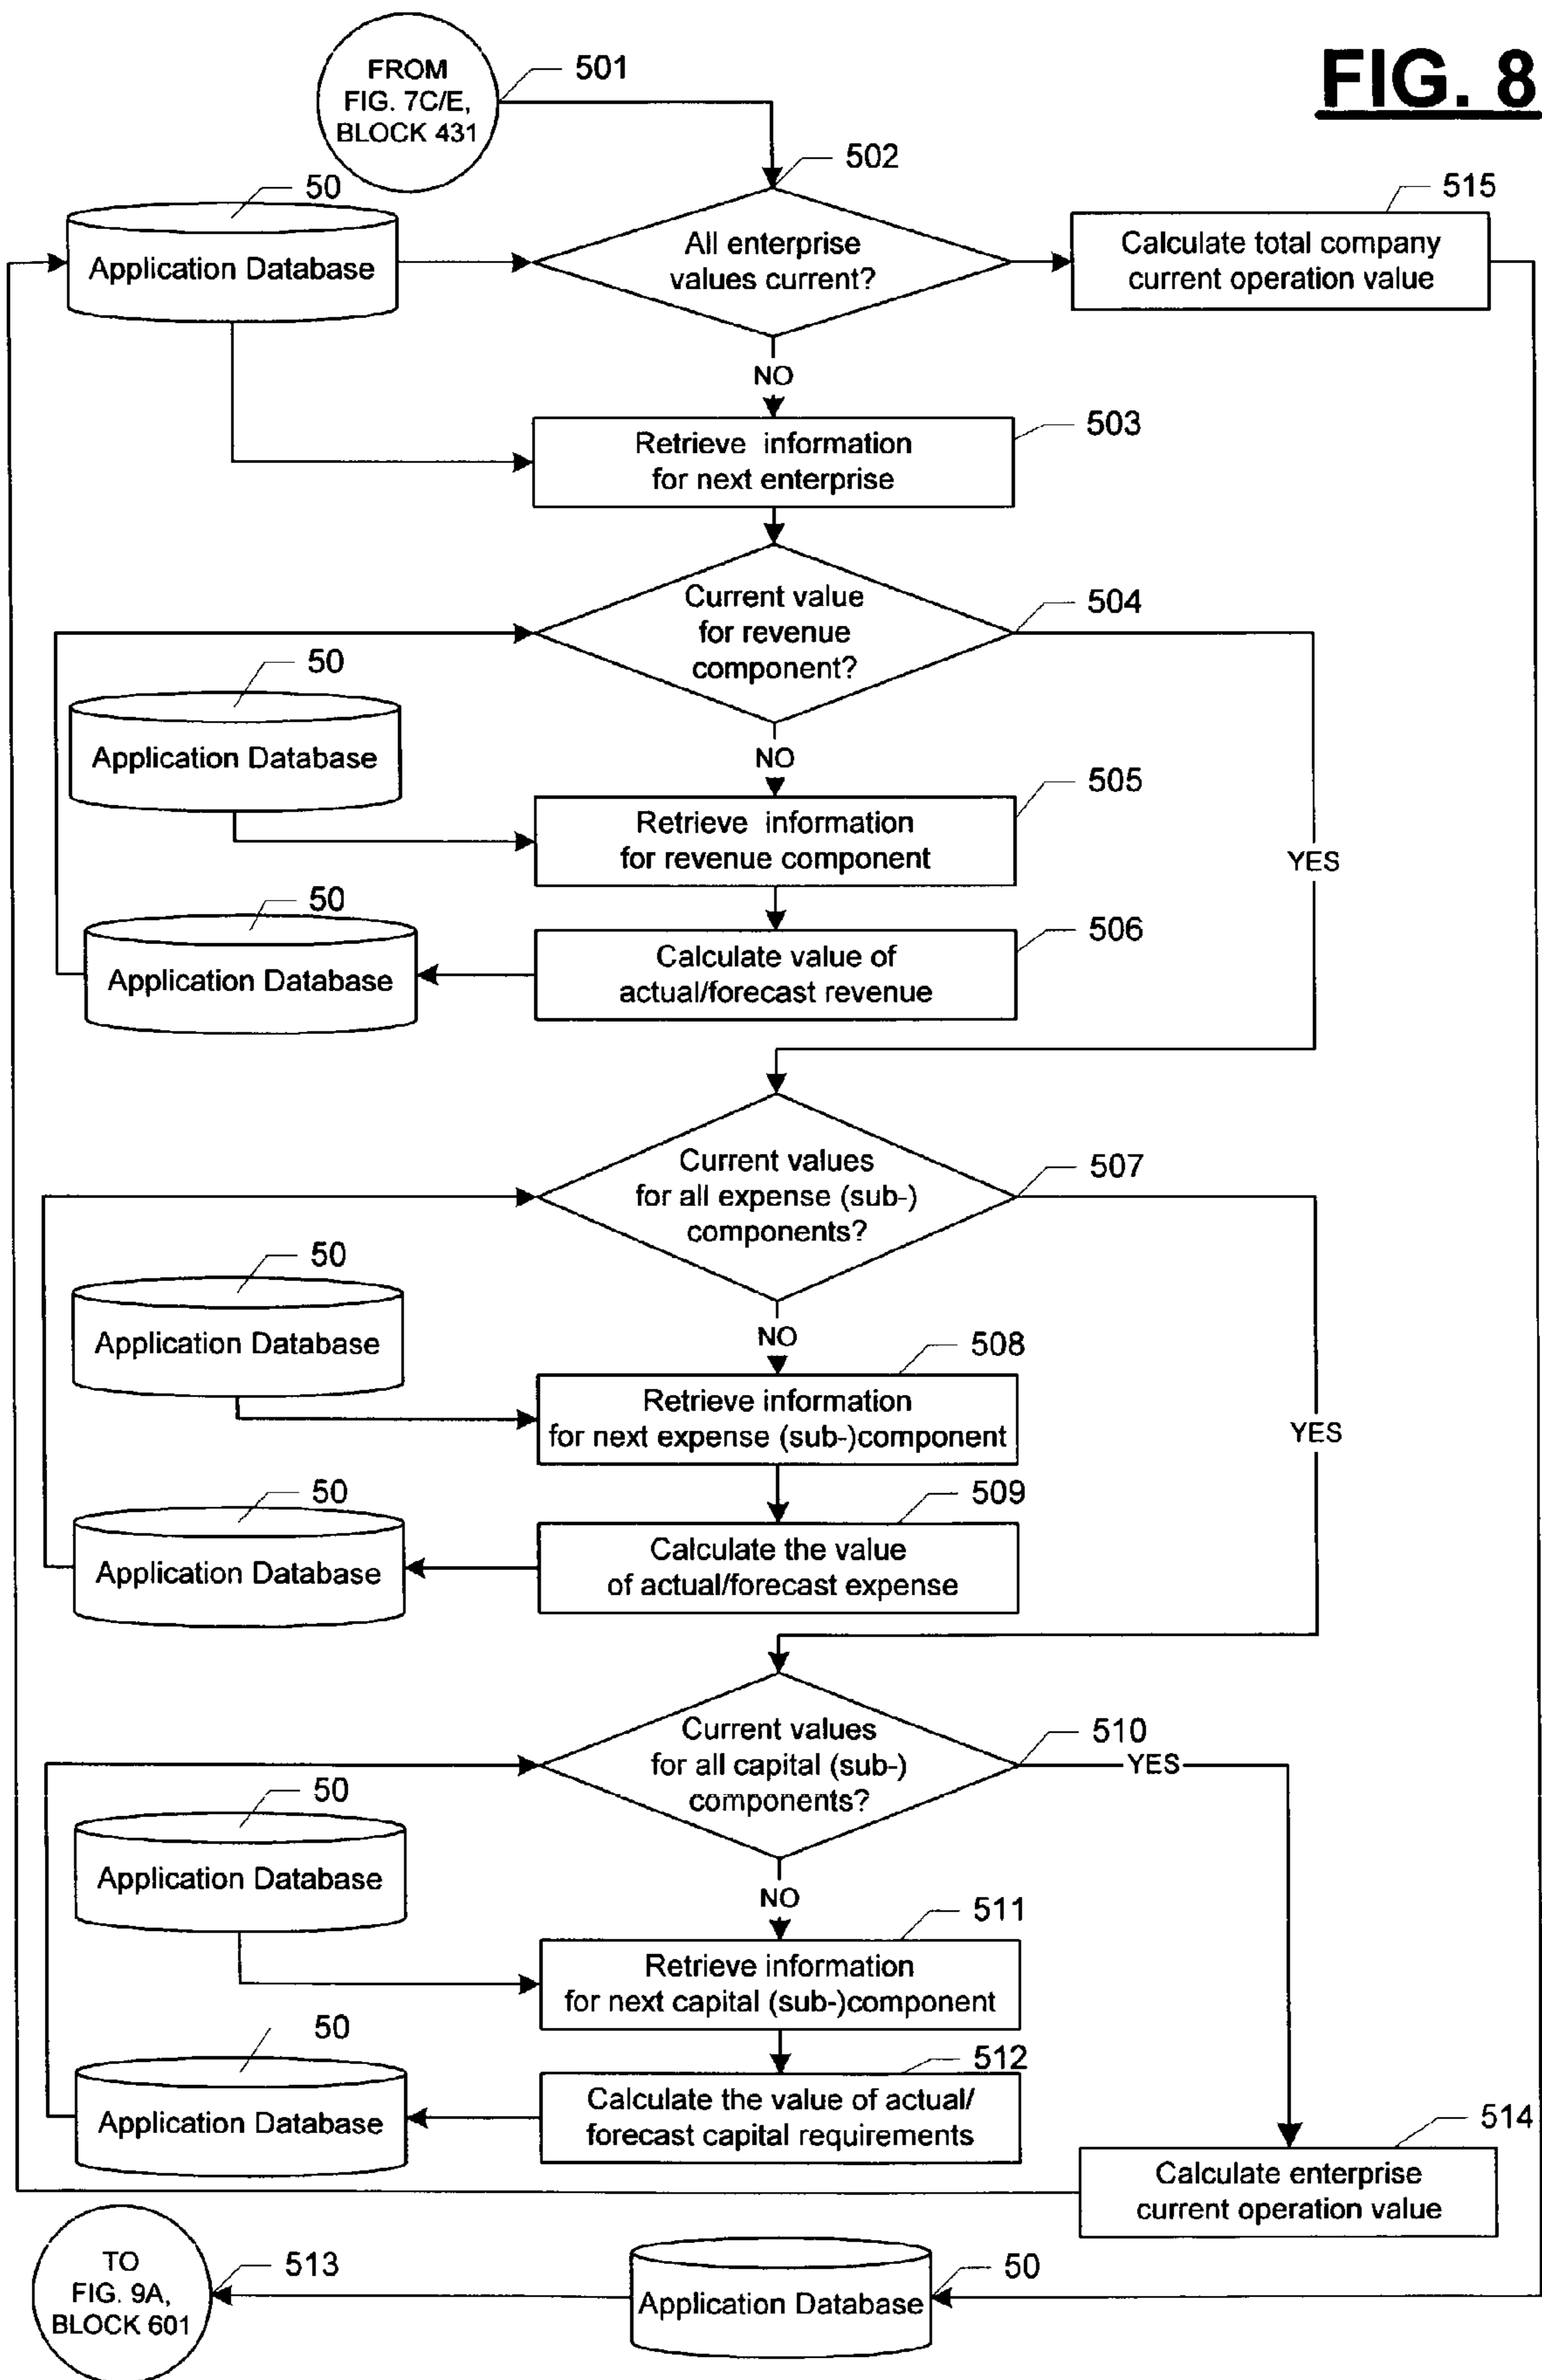 FIG. 8
FROM
FIG. 7C/E,
BLOCK 431
501
502
50
Application Database
All enterprise
values current?
515
Calculate total company
current operation value
NO
503
Retrieve information
for next enterprise
Current value
for revenue
component?
504
50
Application Database
NO
505
Retrieve information
for revenue component
YES
50
Application Database
506
Calculate value of
actual/forecast revenue
Current values
for all expense (sub-)
components?
507
50
Application Database
NO
508
Retrieve information
for next expense (sub-)component
YES
50
Application Database
509
Calculate the value
of actual/forecast expense
Current values
for all capital (sub-)
components?
510
YES
50
Application Database
NO
511
Retrieve information
for next capital (sub-)component
50
Application Database
512
Calculate the value of actual/
forecast capital requirements
514
Calculate enterprise
current operation value
TO
FIG. 9A,
BLOCK 601
513
50
Application Database